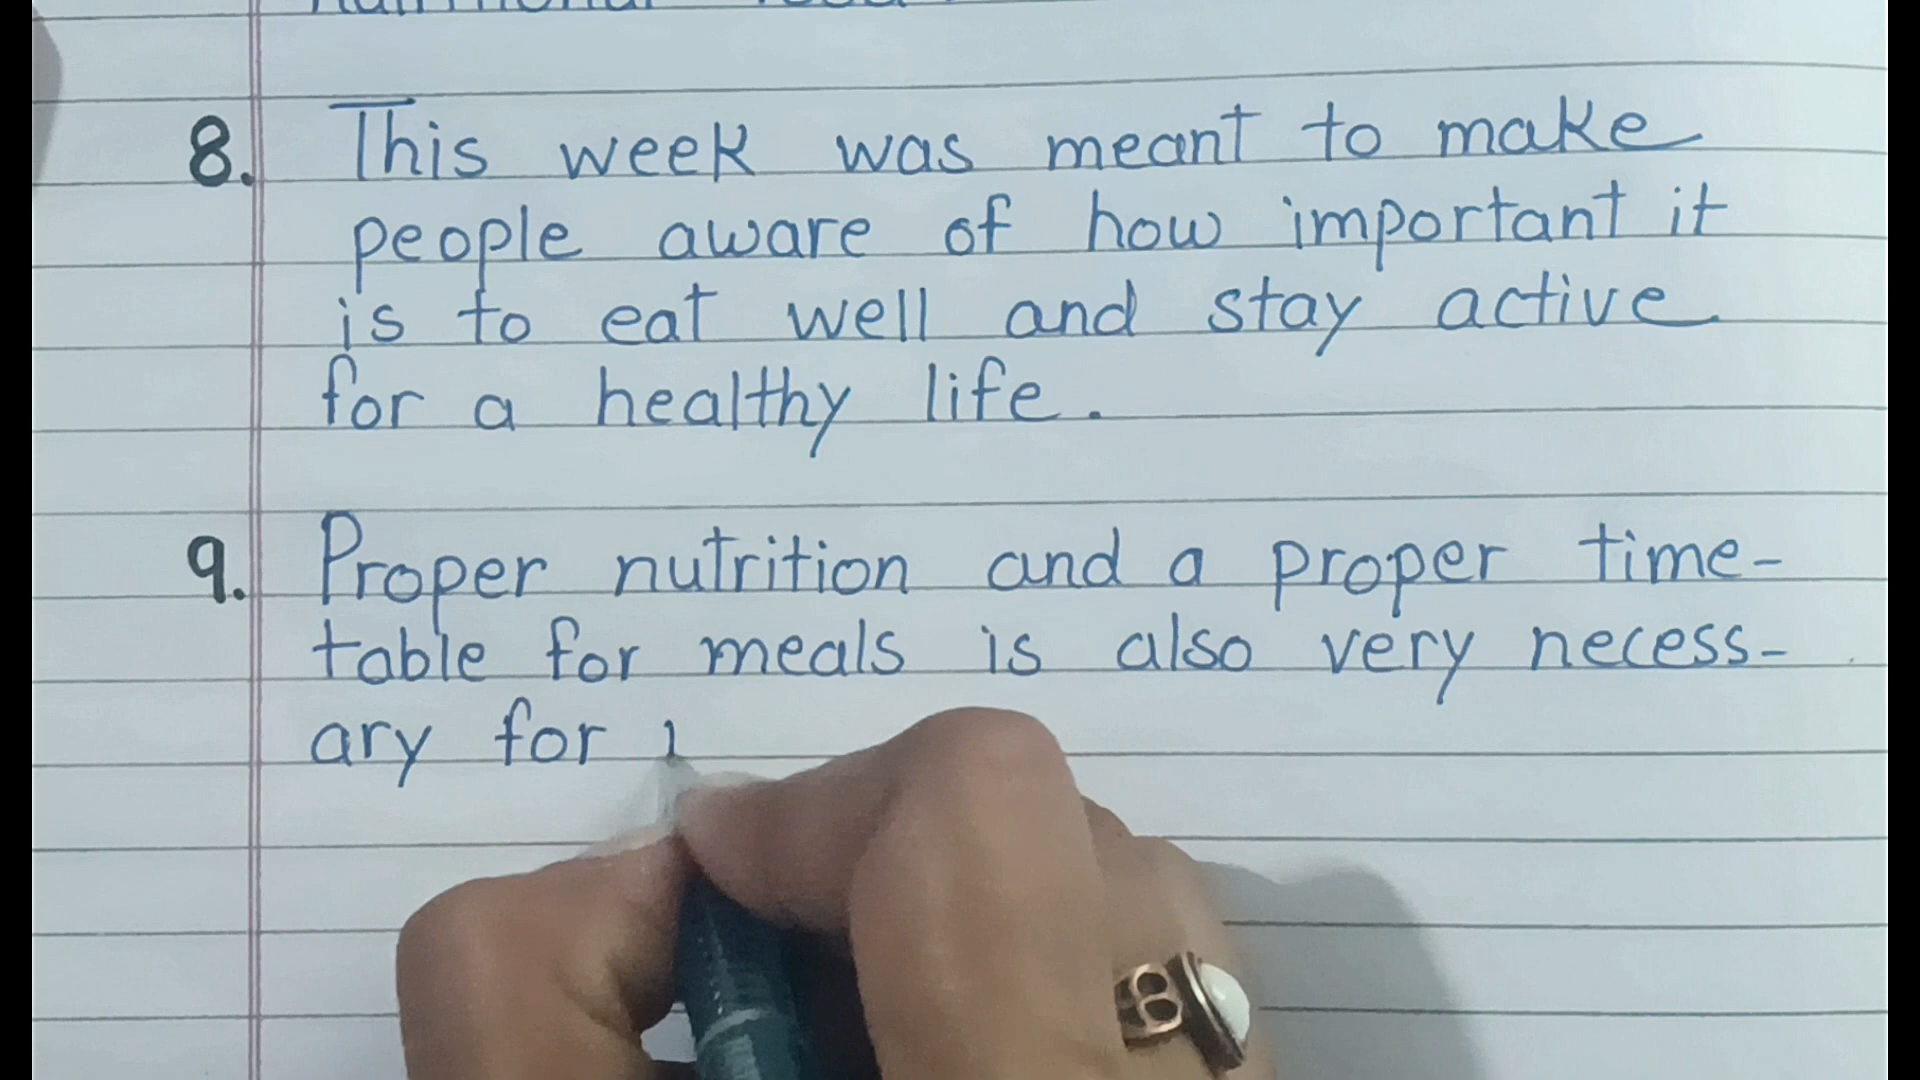 8. This week was meant to make
people aware of how important it
is to eat well and stay active
for a healthy life.
9. Proper nutrition and a proper time-
table for meals is also very necess-
ary for